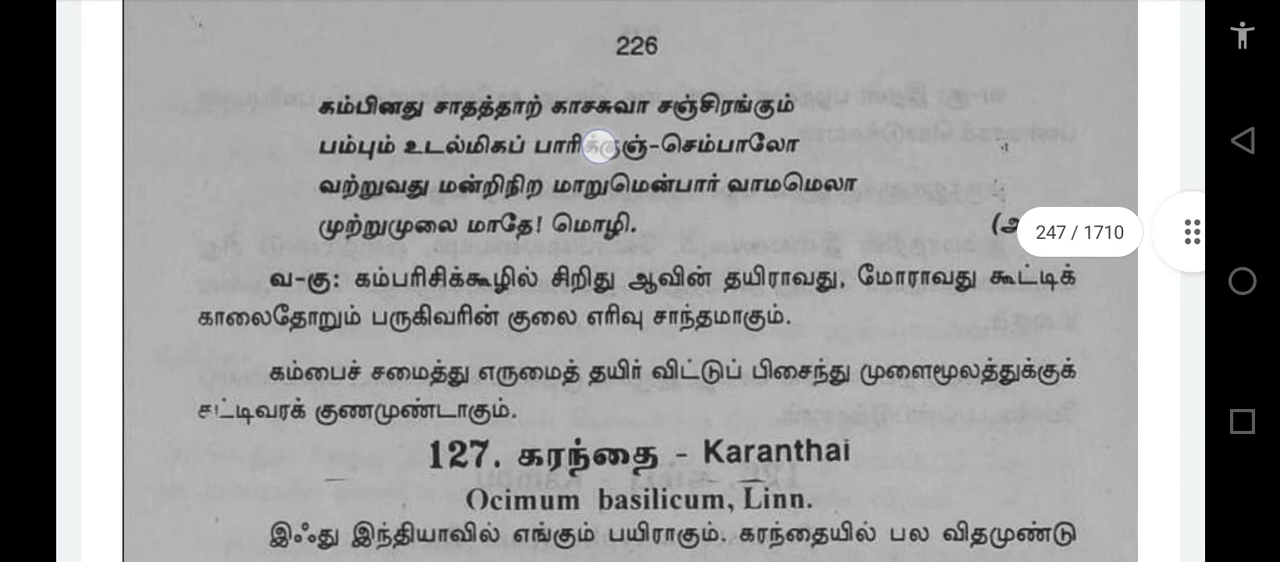 226
கம்பினது சாதத்தாற் காசசுவா சஞ்சிரங்கும்
பம்பும் உடல்மிகப் பாரிக்குஞ்-செம்பாலோ
வற்றுவது மன்றிநிற மாறுமென்பார் வாமமெலா
முற்றுமுலை மாதே! மொழி.
247 / 1710
வ-கு: கம்பரிசிக்கூழில் சிறிது ஆவின் தயிராவது, மோராவது கூட்டிக்
காலைதோறும் பருகிவரின் குலை எரிவு சாந்தமாகும்.
கம்பைச் சமைத்து எருமைத் தயிர் விட்டுப் பிசைந்து முளைமூலத்துக்குக்
கட்டிவரக் குணமுண்டாகும்.
127. கரந்தை - Karanthai
Ocimum basilicum, Linn.
இஃது இந்தியாவில் எங்கும் பயிராகும். கரந்தையில் பல விதமுண்டு